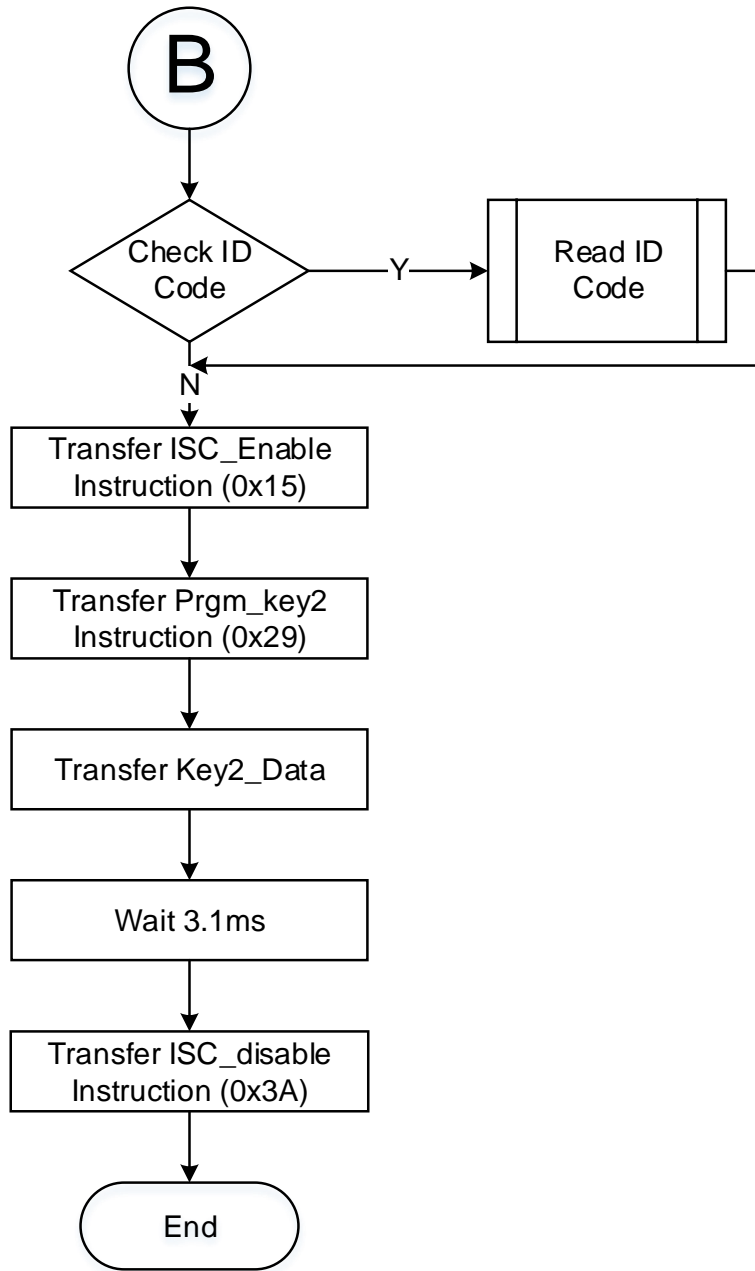 B
Check ID
Code
Y
Read ID
Code
N
Transfer ISC_Enable
Instruction (0x15)
Transfer Prgm_key2
Instruction (0x29)
Transfer Key2_Data
Wait 3.1ms
Transfer ISC_disable
Instruction (0x3A)
End